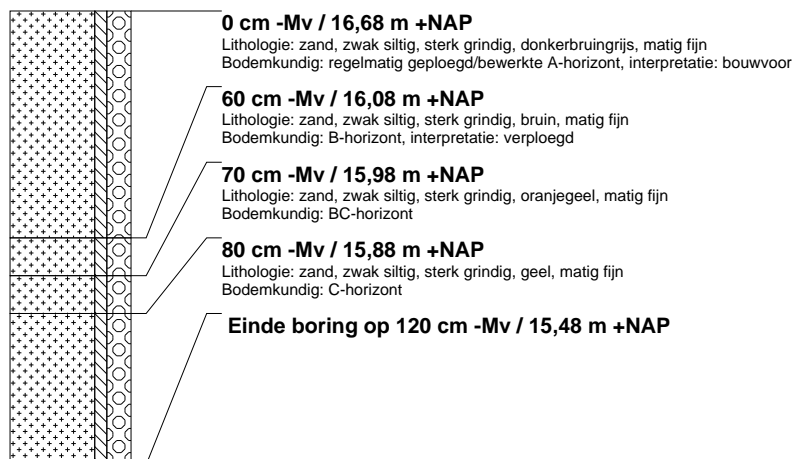 0 cm -Mv / 16,68 m +NAP
Lithologie: zand, zwak siltig, sterk grindig, donkerbruingrijs, matig fijn
Bodemkundig: regelmatig geploegd/bewerkte A-horizont, interpretatie: bouwvoor
60 cm -Mv / 16,08 m +NAP
Lithologie: zand, zwak siltig, sterk grindig, bruin, matig fijn
Bodemkundig: B-horizont, interpretatie: verploegd
70 cm -Mv / 15,98 m +NAP
Lithologie: zand, zwak siltig, sterk grindig, oranjegeel, matig fijn
Bodemkundig: BC-horizont
80 cm -Mv / 15,88 m +NAP
Lithologie: zand, zwak siltig, sterk grindig, geel, matig fijn
Bodemkundig: C-horizont
Einde boring op 120 cm -Mv / 15,48 m +NAP